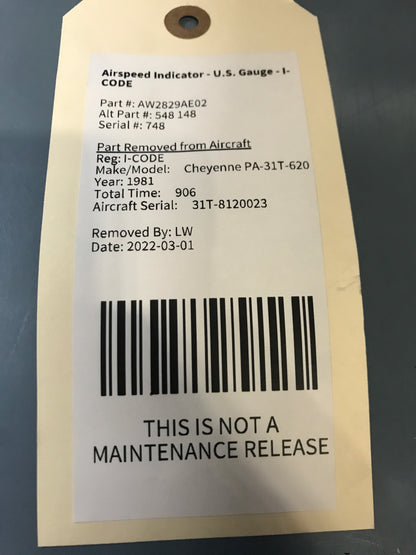 Airspeed Indicator - U.S. Gauge - I-
CODE
Part #: AW2829AE02
Alt Part #: 548 148
Serial #: 748
Part Removed from Aircraft
Reg: I-CODE
Make/Model: Cheyenne PA-31T-620
Year: 1981
Total Time: 906
Aircraft Serial: 31T-8120023
Removed By: LW
Date: 2022-03-01
THIS IS NOT A
MAINTENANCE RELEASE